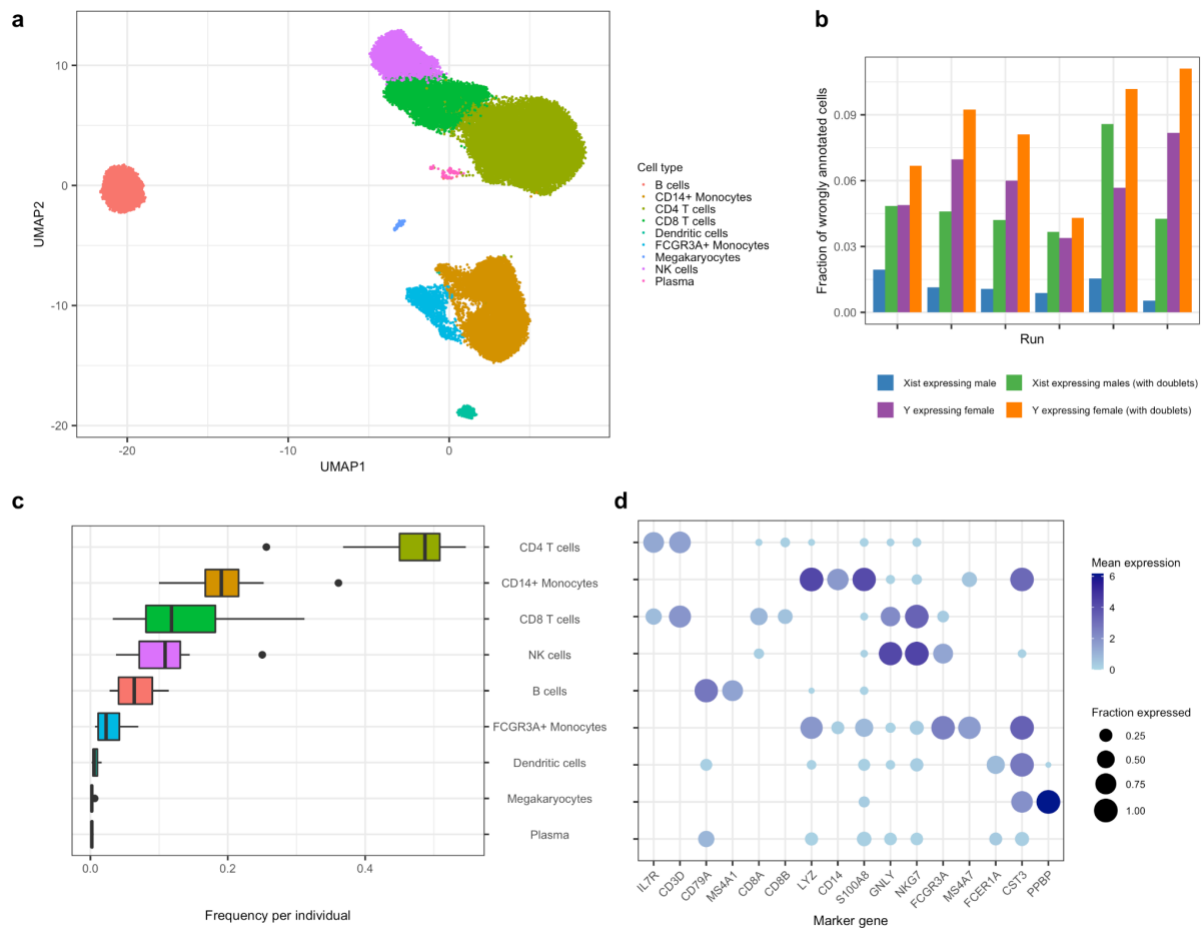 a
10
0
-10
-20
UMAP2
-20
-10
0
UMAP1
Cell type
B cells
CD14+ Monocytes
CD4 T cells
CD8 T cells
Dendritic cells
FCGR3A+ Monocytes
Megakaryocytes
NK cells
Plasma
b
Fraction of wrongly annotated cells
0.09
0.06
0.03
0.00
Run
Xist expressing male
Xist expressing males (with doublets)
Y expressing female
Y expressing female (with doublets)
c
CD4 T cells
CD14+ Monocytes
CD8 T cells
NK cells
B cells
FCGR3A+ Monocytes
Dendritic cells
Megakaryocytes
Plasma
0.0
0.2
0.4
Frequency per individual
d
IL7R
CD3D
CD79A
MS4A1
CD8A
CD8B
LYZ
CD14
S100A8
GNLY
NKG7
FCGR3A
MS4A7
FCER1A
CST3
PPBP
Marker gene
Mean expression
6
4
2
0
Fraction expressed
0.25
0.50
0.75
1.00